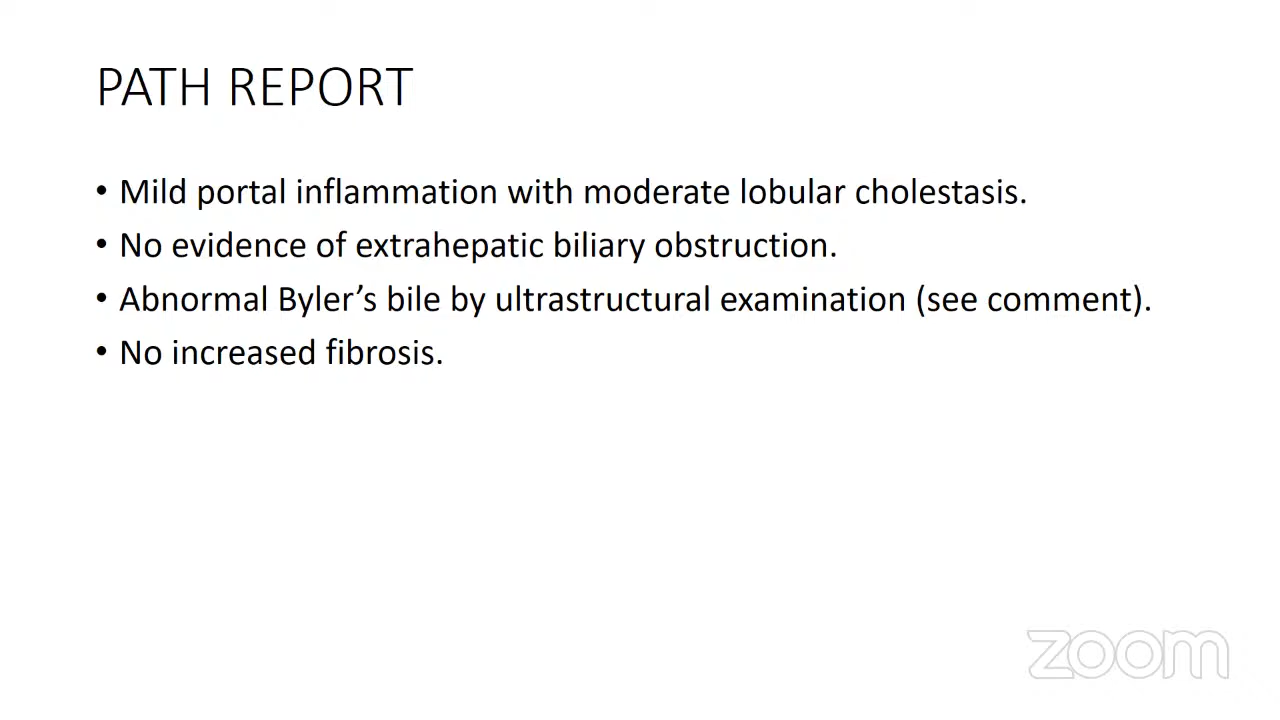 PATH REPORT
• Mild portal inflammation with moderate lobular cholestasis.
• No evidence of extrahepatic biliary obstruction.
• Abnormal Byler’s bile by ultrastructural examination (see comment).
• No increased fibrosis.
zoom